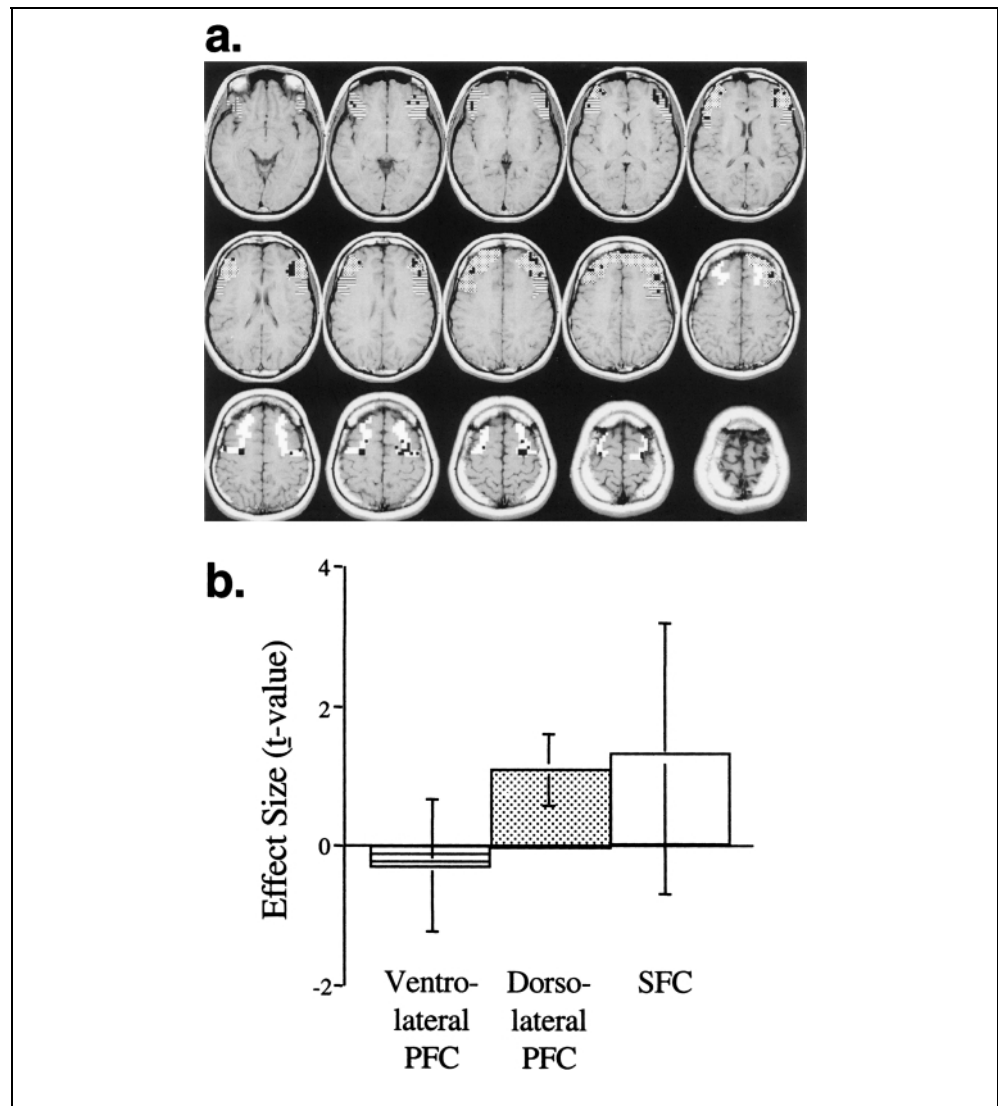 a.
b.
Effect Size (t-value)
4
2
0
-2
Ventro-
lateral
PFC
Dorso-
lateral
PFC
SFC